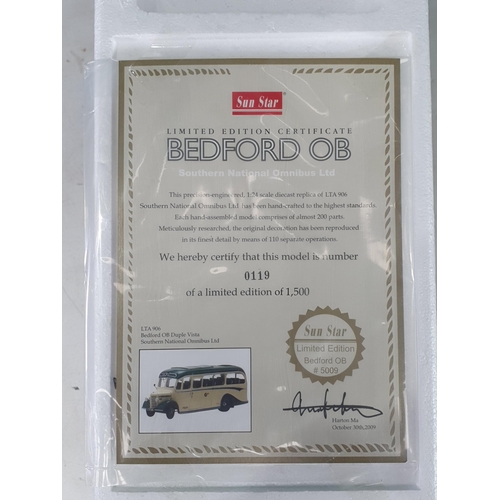 Sun Star
LIMITED EDITION CERTIFICATE
BEDFORD OB
Southern National Omnibus Ltd
This precision-engineered, 1:24 scale diecast replica of LTA 906
Southern National Omnibus Ltd has been hand-crafted to the highest standards.
Each hand-assembled model comprises of almost 200 parts.
Meticulously researched, the original decoration has been reproduced
in its finest detail by means of 110 separate operations.
We hereby certify that this model is number
0119
of a limited edition of 1,500
LTA 906
Bedford OB Duple Vista
Southern National Omnibus Ltd
Sun Star
Limited Edition
Bedford OB
# 5009
Harton Ma
October 30th,2009